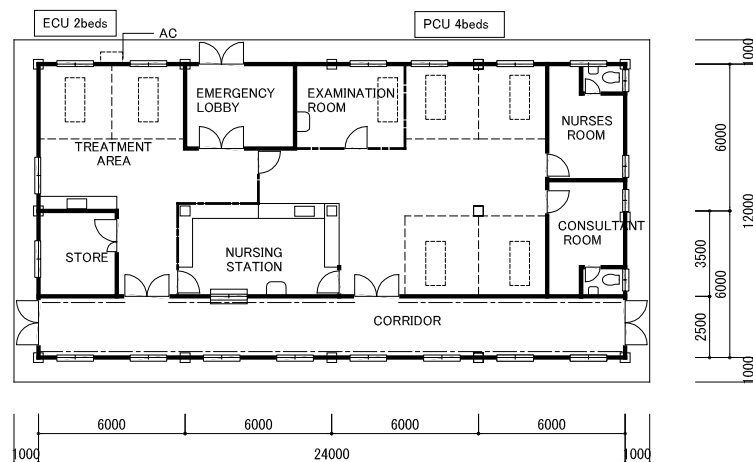 ECU 2beds
PCU 4beds
AC
EMERGENCY
LOBBY
EXAMINATION
ROOM
TREATMENT
AREA
NURSES
ROOM
STORE
NURSING
STATION
CONSULTANT
ROOM
CORRIDOR
1000
6000
12000
3500
6000
2500
1000
6000
6000
6000
6000
1000
24000
1000